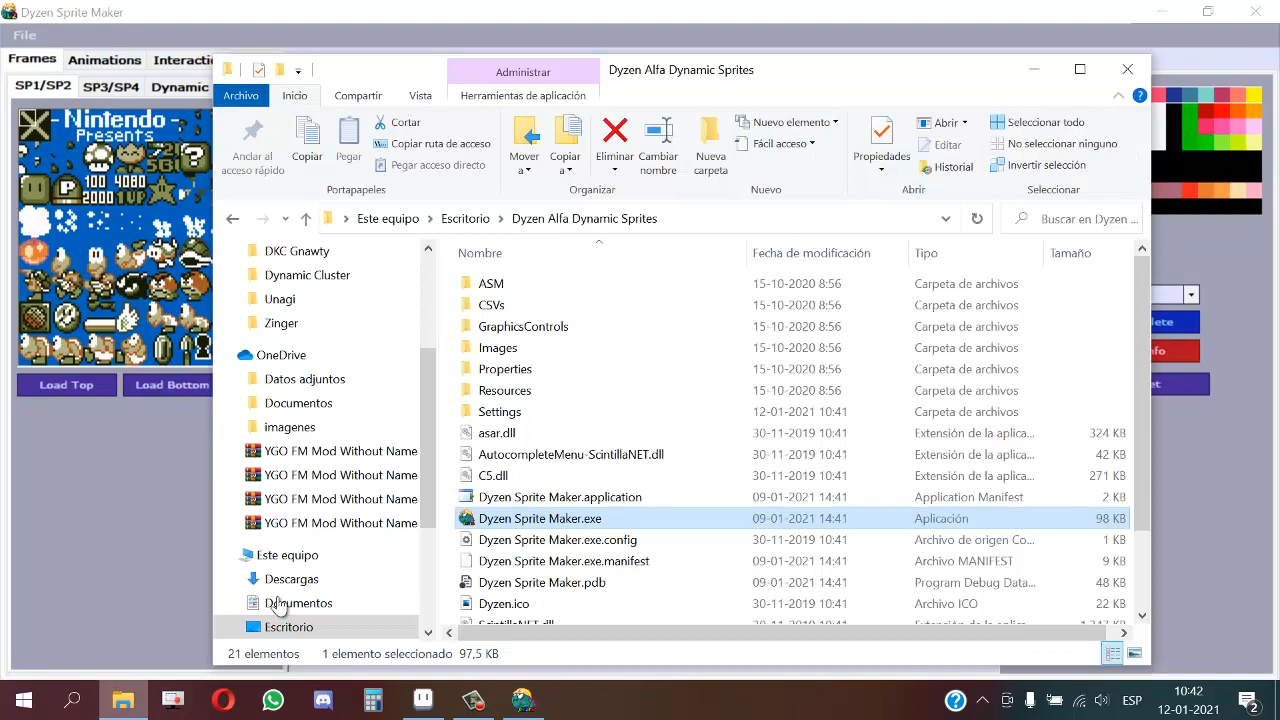 Dyzen Sprite Maker
File
Frames Animations Interacti
SP1/SP2 SP3/SP4 Dynamic
Nintendo
Presents
100 4080
2000 1UP
Load Top Load Bottom
Administrar Dyzen Alfa Dynamic Sprites
Archivo Inicio Compartir Vista Herramientas de aplicación
Anclar al
acceso rápido
Copiar
Pegar
Cortar
Copiar ruta de acceso
Pegar acceso directo
Portapapeles
Mover
a
Copiar
a
Eliminar
Cambiar
nombre
Organizar
Nueva
carpeta
Nuevo elemento
Fácil acceso
Nuevo
Propiedades
Abrir
Editar
Historial
Abrir
Seleccionar todo
No seleccionar ninguno
Invertir selección
Seleccionar
Este equipo Escritorio Dyzen Alfa Dynamic Sprites
Buscar en Dyzen ...
DKC Gnawty
Dynamic Cluster
Unagi
Zinger
OneDrive
Datos adjuntos
Documentos
imagenes
YGO FM Mod Without Name
YGO FM Mod Without Name
YGO FM Mod Without Name
YGO FM Mod Without Name
Este equipo
Descargas
Documentos
Escritorio
Nombre Fecha de modificación Tipo Tamaño
ASM 15-10-2020 8:56 Carpeta de archivos
CSVs 15-10-2020 8:56 Carpeta de archivos
GraphicsControls 15-10-2020 8:56 Carpeta de archivos
Images 15-10-2020 8:56 Carpeta de archivos
Properties 15-10-2020 8:56 Carpeta de archivos
Resources 15-10-2020 8:56 Carpeta de archivos
Settings 12-01-2021 10:41 Carpeta de archivos
asar.dll 30-11-2019 10:41 Extensión de la aplica... 324 KB
AutocompleteMenu-ScintillaNET.dll 30-11-2019 10:41 Extensión de la aplica... 42 KB
C5.dll 30-11-2019 10:41 Extensión de la aplica... 271 KB
Dyzen Sprite Maker.application 09-01-2021 14:41 Application Manifest 2 KB
Dyzen Sprite Maker.exe 09-01-2021 14:41 Aplicación 98 KB
Dyzen Sprite Maker.exe.config 30-11-2019 10:41 Archivo de origen Co... 1 KB
Dyzen Sprite Maker.exe.manifest 09-01-2021 14:41 Archivo MANIFEST 9 KB
Dyzen Sprite Maker.pdb 09-01-2021 14:41 Program Debug Data... 48 KB
Dyzen.ico 30-11-2019 10:41 Archivo ICO 22 KB
21 elementos 1 elemento seleccionado 97,5 KB
ESP
10:42
12-01-2021
2